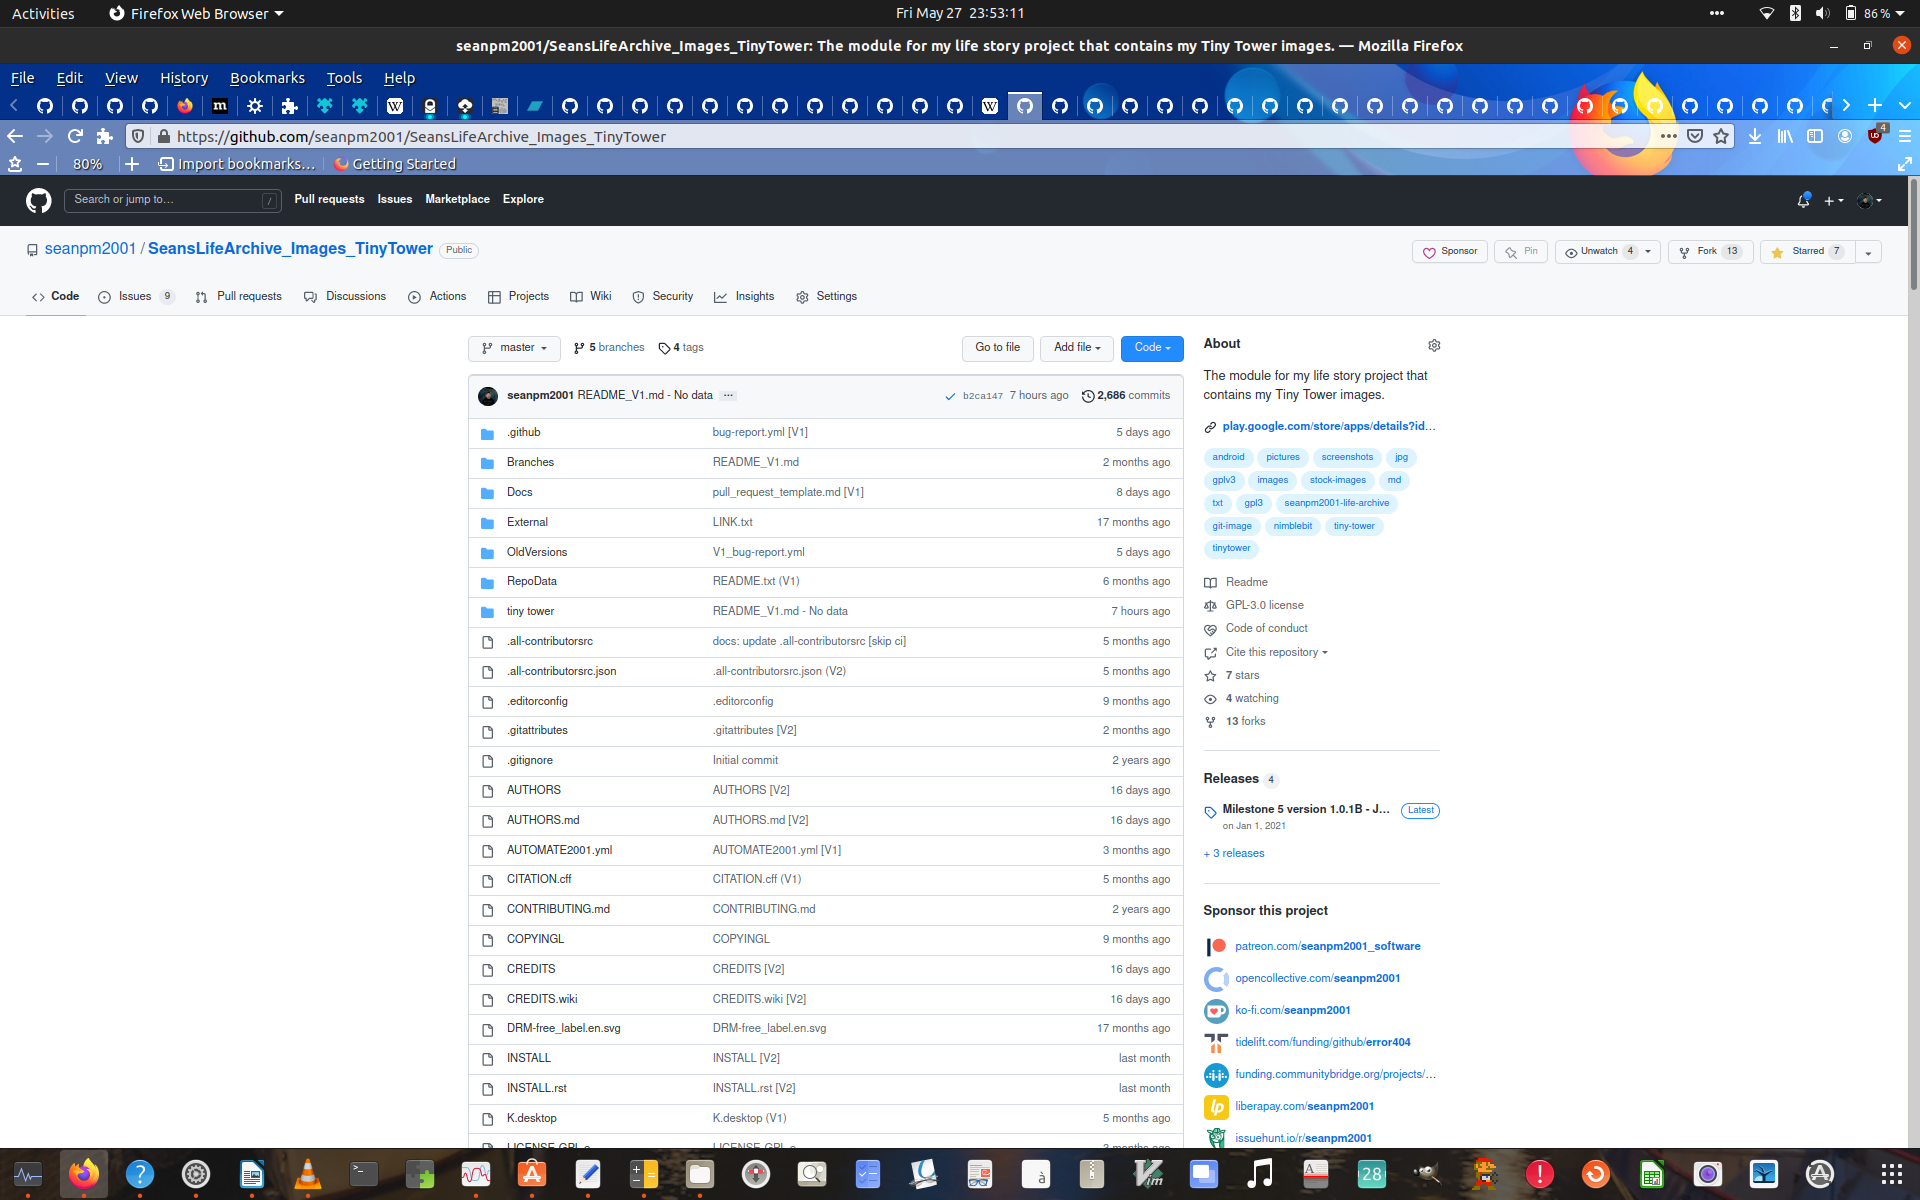 Activities Firefox Web Browser Fri May 27 23:53:11 86 %
seanpm2001/SeansLifeArchive_Images_TinyTower: The module for my life story project that contains my Tiny Tower images. — Mozilla Firefox
File Edit View History Bookmarks Tools Help
https://github.com/seanpm2001/SeansLifeArchive_Images_TinyTower 4
80% Import bookmarks... Getting Started
Search or jump to... / Pull requests Issues Marketplace Explore
seanpm2001 / SeansLifeArchive_Images_TinyTower Public Sponsor Pin Unwatch 4 Fork 13 Starred 7
Code Issues 9 Pull requests Discussions Actions Projects Wiki Security Insights Settings
master 5 branches 4 tags Go to file Add file Code
seanpm2001 README_V1.md - No data ... b2ca147 7 hours ago 2,686 commits
.github bug-report.yml [V1] 5 days ago
Branches README_V1.md 2 months ago
Docs pull_request_template.md [V1] 8 days ago
External LINK.txt 17 months ago
OldVersions V1_bug-report.yml 5 days ago
RepoData README.txt (V1) 6 months ago
tiny tower README_V1.md - No data 7 hours ago
.all-contributorsrc docs: update .all-contributorsrc [skip ci] 5 months ago
.all-contributorsrc.json .all-contributorsrc.json (V2) 5 months ago
.editorconfig .editorconfig 9 months ago
.gitattributes .gitattributes [V2] 2 months ago
.gitignore Initial commit 2 years ago
AUTHORS AUTHORS [V2] 16 days ago
AUTHORS.md AUTHORS.md [V2] 16 days ago
AUTOMATE2001.yml AUTOMATE2001.yml [V1] 3 months ago
CITATION.cff CITATION.cff (V1) 5 months ago
CONTRIBUTING.md CONTRIBUTING.md 2 years ago
COPYINGL COPYINGL 9 months ago
CREDITS CREDITS [V2] 16 days ago
CREDITS.wiki CREDITS.wiki [V2] 16 days ago
DRM-free_label.en.svg DRM-free_label.en.svg 17 months ago
INSTALL INSTALL [V2] last month
INSTALL.rst INSTALL.rst [V2] last month
K.desktop K.desktop (V1) 5 months ago
About
The module for my life story project that
contains my Tiny Tower images.
play.google.com/store/apps/details?id...
android pictures screenshots jpg
gplv3 images stock-images md
txt gpl3 seanpm2001-life-archive
git-image nimblebit tiny-tower
tinytower
Readme
GPL-3.0 license
Code of conduct
Cite this repository
7 stars
4 watching
13 forks
Releases 4
Milestone 5 version 1.0.1B - J... Latest
on Jan 1, 2021
+ 3 releases
Sponsor this project
patreon.com/seanpm2001_software
opencollective.com/seanpm2001
ko-fi.com/seanpm2001
tidelift.com/funding/github/error404
funding.communitybridge.org/projects/...
liberapay.com/seanpm2001
issuehunt.io/r/seanpm2001
28